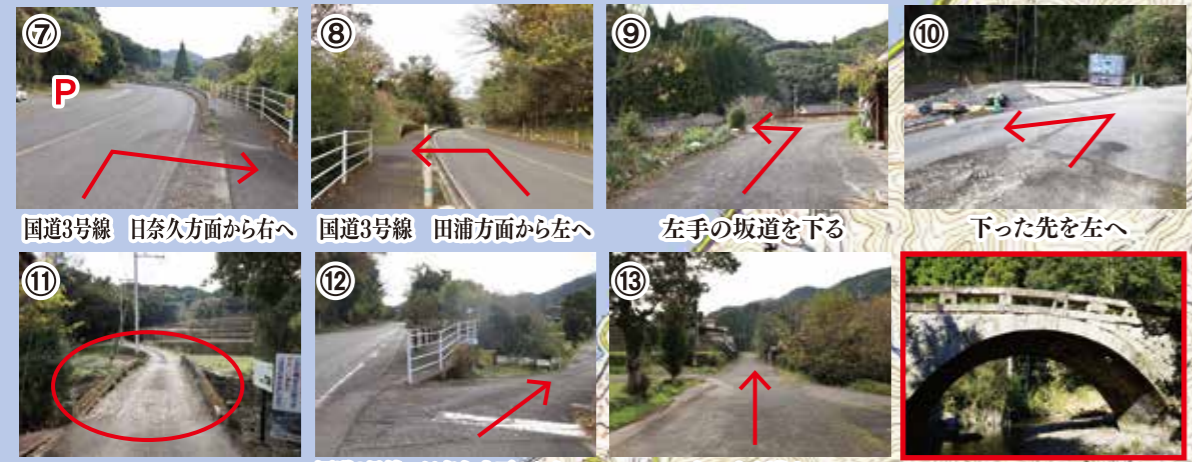 ⑦
P
⑧
⑨
⑩
国道3号線　日奈久方面から右へ
国道3号線　田浦方面から左へ
左手の坂道を下る
下った先を左へ
⑪
⑫
⑬